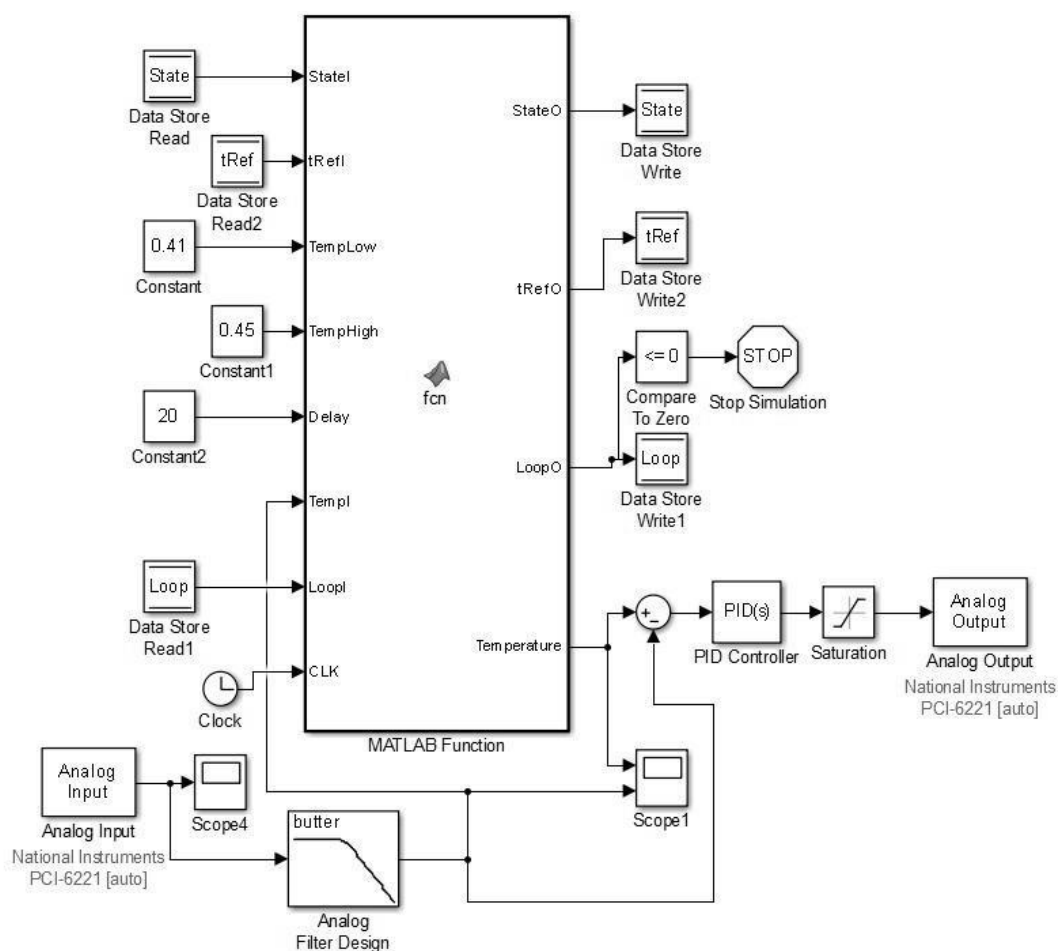 State
Data Store
Read
tRef
Data Store
Read2
0.41
Constant
0.45
Constant1
20
Constant2
Loop
Data Store
Read1
Clock
StateI
tRefI
TempLow
TempHigh
Delay
TempI
LoopI
CLK
fcn
StateO
tRefO
LoopO
Temperature
MATLAB Function
State
Data Store
Write
tRef
Data Store
Write2
<= 0
Compare
To Zero
STOP
Stop Simulation
Loop
Data Store
Write1
+
−
PID(s)
PID Controller
Saturation
Analog
Output
Analog Output
National Instruments
PCI-6221 [auto]
Analog
Input
Analog Input
National Instruments
PCI-6221 [auto]
Scope4
butter
Analog
Filter Design
Scope1